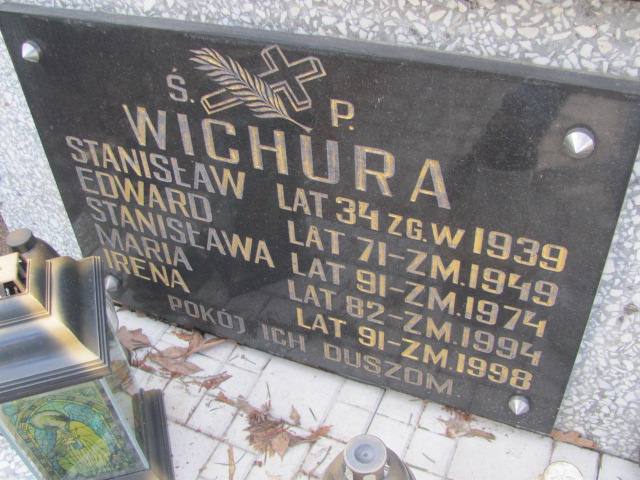 Ś. P.
WICHURA
STANISŁAW LAT 34 ZG. W 1939
EDWARD LAT 71-ZM. 1949
STANISŁAWA LAT 91-ZM. 1974
MARIA LAT 82-ZM. 1994
IRENA LAT 91-ZM. 1998
POKÓJ ICH DUSZOM.